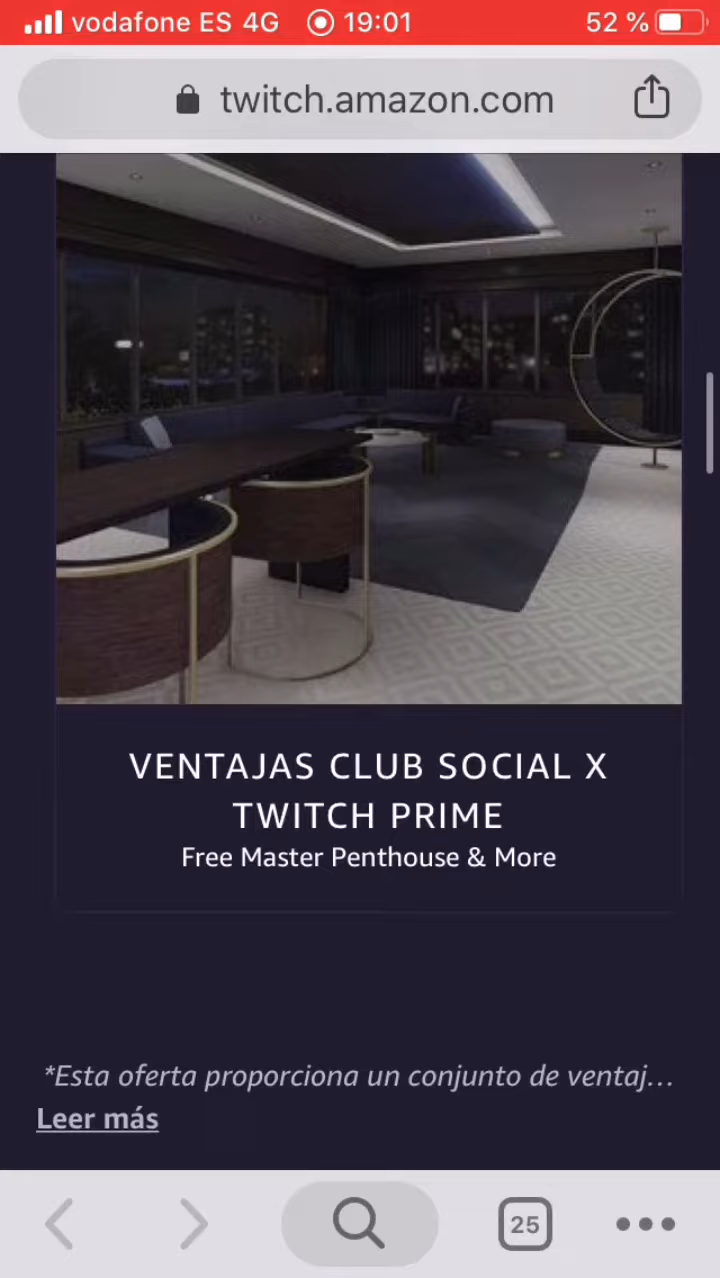 vodafone ES 4G 19:01 52 %
twitch.amazon.com
VENTAJAS CLUB SOCIAL X
TWITCH PRIME
Free Master Penthouse & More
*Esta oferta proporciona un conjunto de ventaj...
Leer más
25